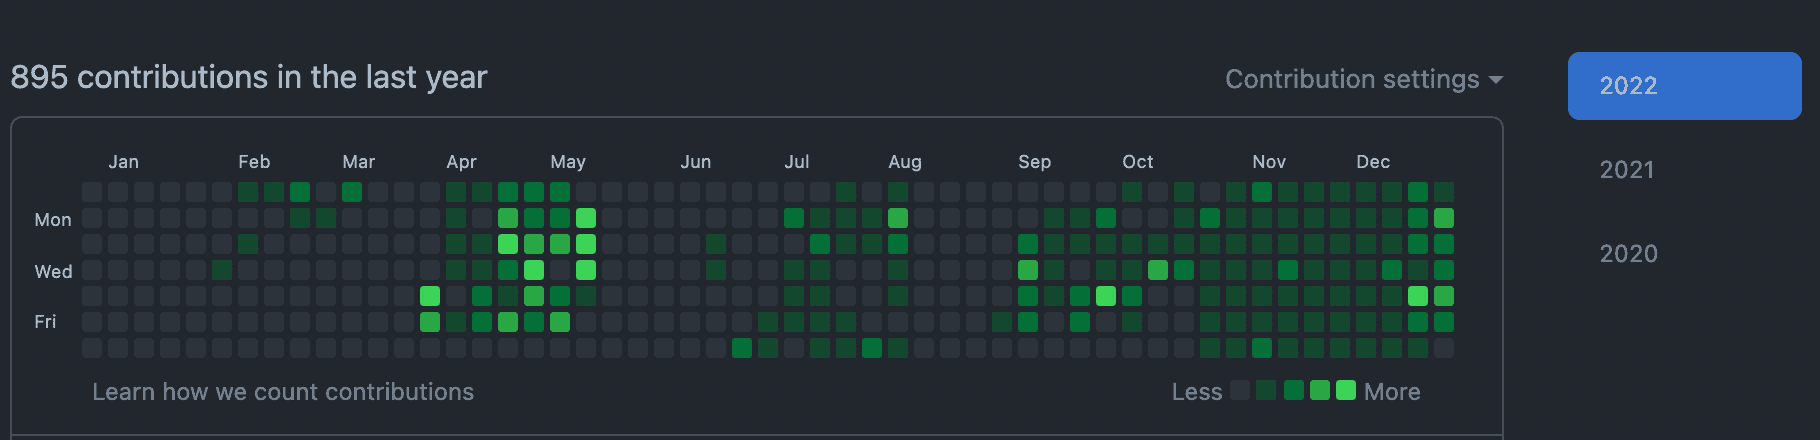 895 contributions in the last year
Contribution settings
2022
2021
2020
Jan Feb Mar Apr May Jun Jul Aug Sep Oct Nov Dec
Mon
Wed
Fri
Learn how we count contributions
Less More